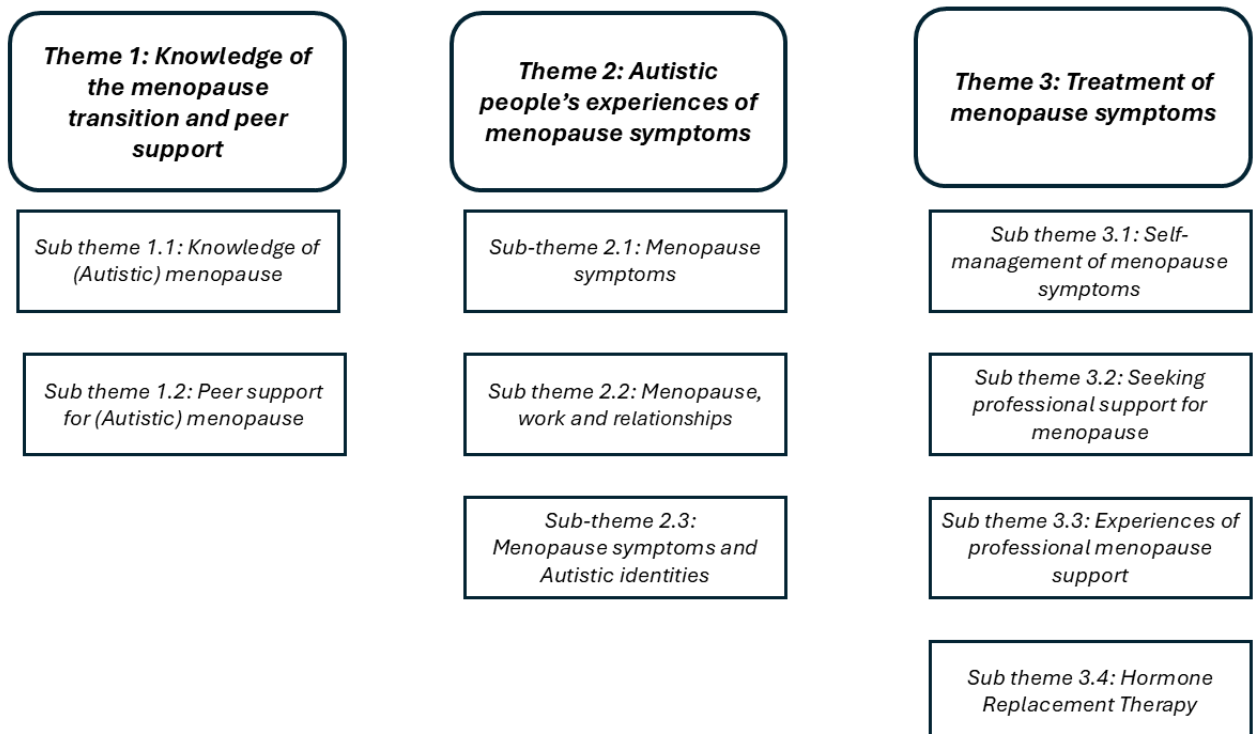 Theme 1: Knowledge of
the menopause
transition and peer
support
Sub theme 1.1: Knowledge of
(Autistic) menopause
Sub theme 1.2: Peer support
for (Autistic) menopause
Theme 2: Autistic
people’s experiences of
menopause symptoms
Sub-theme 2.1: Menopause
symptoms
Sub theme 2.2: Menopause,
work and relationships
Sub-theme 2.3:
Menopause symptoms and
Autistic identities
Theme 3: Treatment of
menopause symptoms
Sub theme 3.1: Self-
management of menopause
symptoms
Sub theme 3.2: Seeking
professional support for
menopause
Sub theme 3.3: Experiences of
professional menopause
support
Sub theme 3.4: Hormone
Replacement Therapy